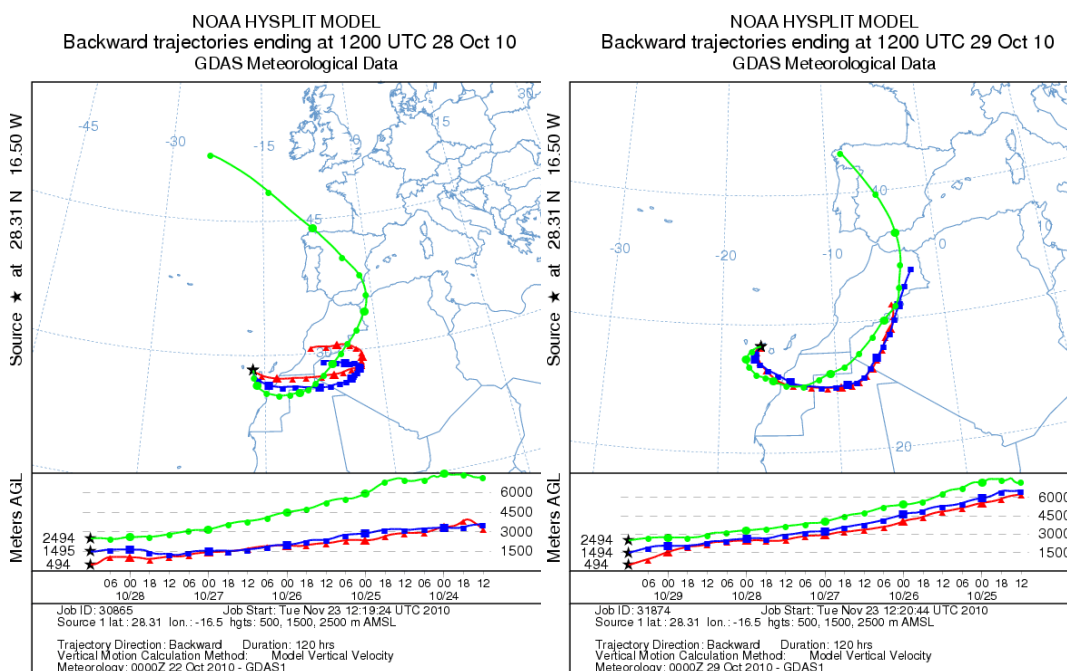 NOAA HYSPLIT MODEL
Backward trajectories ending at 1200 UTC 28 Oct 10
GDAS Meteorological Data
Source ★ at 28.31 N 16.50 W
-45
-30
-15
0
15
30
45
30
Meters AGL
6000
4500
3000
1500
2494
1495
494
06 00 18 12 06 00 18 12 06 00 18 12 06 00 18 12 06 00 18 12
10/28 10/27 10/26 10/25 10/24
Job ID: 30865 Job Start: Tue Nov 23 12:19:24 UTC 2010
Source 1 lat.: 28.31 lon.: -16.5 hgts: 500, 1500, 2500 m AMSL
Trajectory Direction: Backward Duration: 120 hrs
Vertical Motion Calculation Method: Model Vertical Velocity
Meteorology: 0000Z 22 Oct 2010 - GDAS1
NOAA HYSPLIT MODEL
Backward trajectories ending at 1200 UTC 29 Oct 10
GDAS Meteorological Data
Source ★ at 28.31 N 16.50 W
-30
-20
-10
0
10
40
20
Meters AGL
6000
4500
3000
1500
2494
1494
494
06 00 18 12 06 00 18 12 06 00 18 12 06 00 18 12 06 00 18 12
10/29 10/28 10/27 10/26 10/25
Job ID: 31874 Job Start: Tue Nov 23 12:20:44 UTC 2010
Source 1 lat.: 28.31 lon.: -16.5 hgts: 500, 1500, 2500 m AMSL
Trajectory Direction: Backward Duration: 120 hrs
Vertical Motion Calculation Method: Model Vertical Velocity
Meteorology: 0000Z 29 Oct 2010 - GDAS1